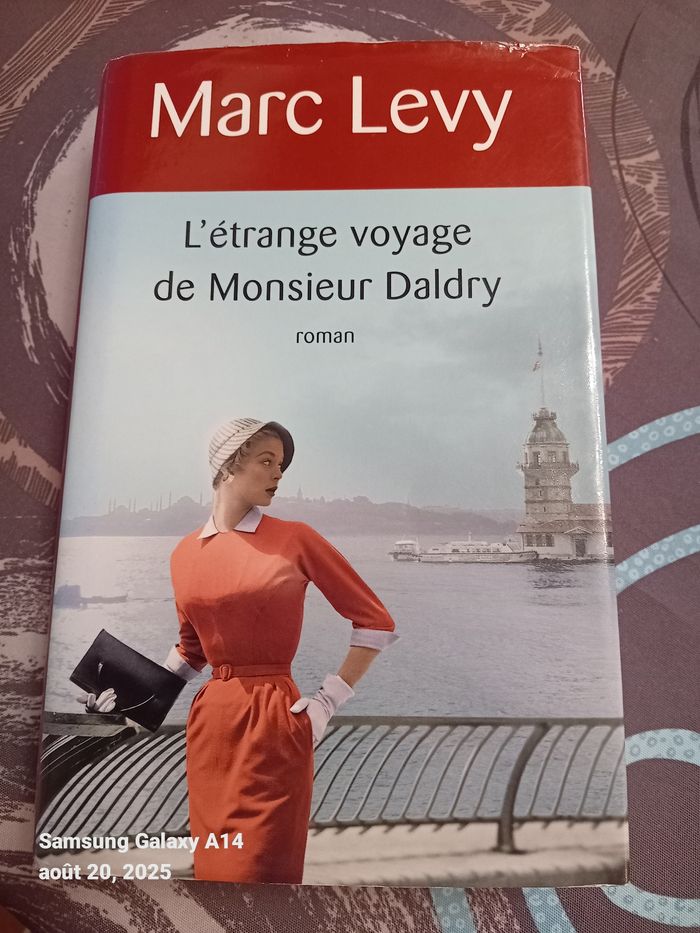 Marc Levy
L'étrange voyage
de Monsieur Daldry
roman
Samsung Galaxy A14
août 20, 2025